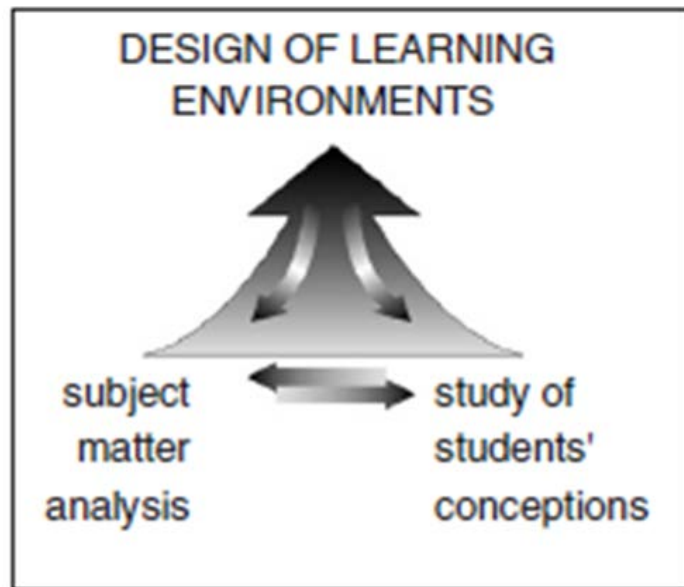 DESIGN OF LEARNING
ENVIRONMENTS
subject
matter
analysis
study of
students'
conceptions